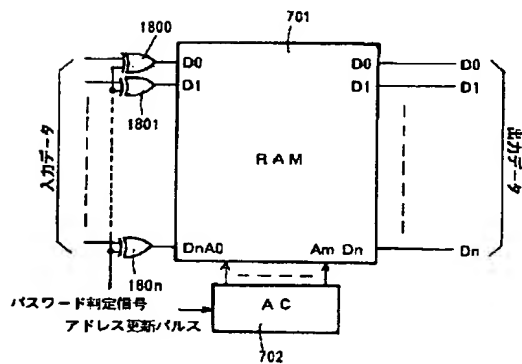 1800
701
D0
D0
D0
D1
D1
D1
1801
入力データ
RAM
出力データ
DnA0
Am Dn
Dn
180n
パスワード判定信号
アドレス更新パルス
AC
702